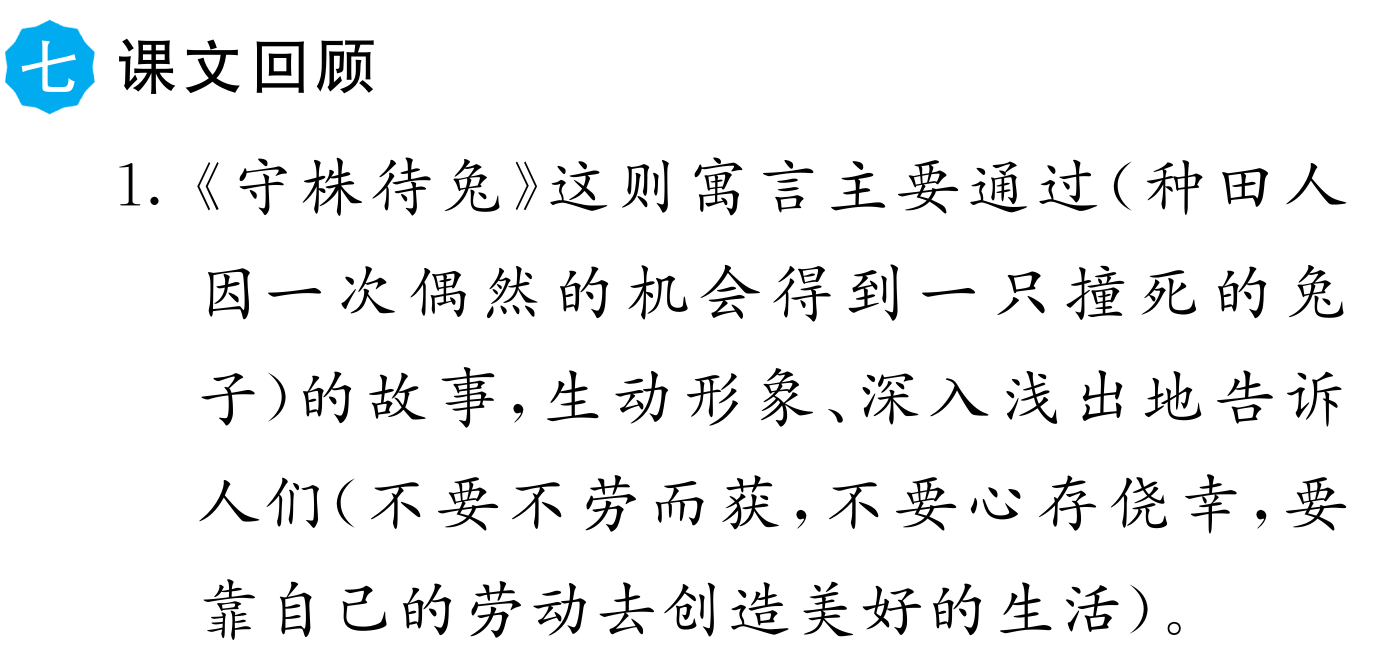 七 课文回顾
1.《守株待兔》这则寓言主要通过(种田人
因一次偶然的机会得到一只撞死的兔
子)的故事,生动形象、深入浅出地告诉
人们(不要不劳而获,不要心存侥幸,要
靠自己的劳动去创造美好的生活)。